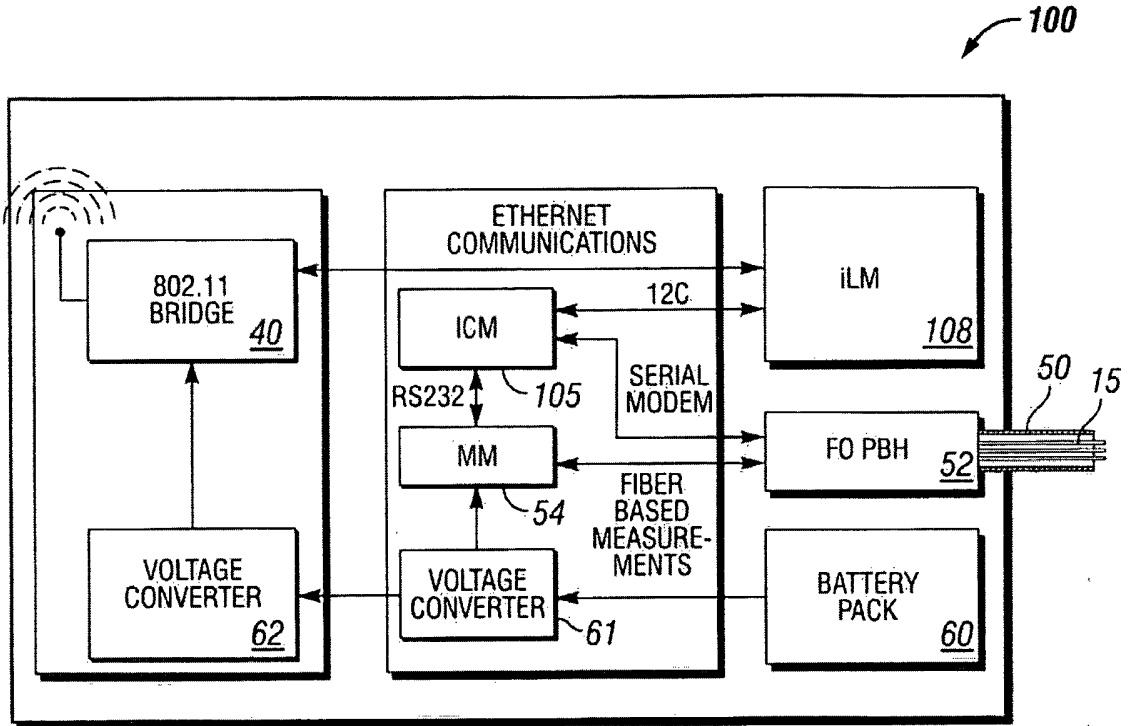 100
ETHERNET
COMMUNICATIONS
802.11
BRIDGE
40
iLM
108
12C
ICM
105
RS232
SERIAL
MODEM
50
15
MM
54
FO PBH
52
FIBER
BASED
MEASURE-
MENTS
VOLTAGE
CONVERTER
62
VOLTAGE
CONVERTER
61
BATTERY
PACK
60